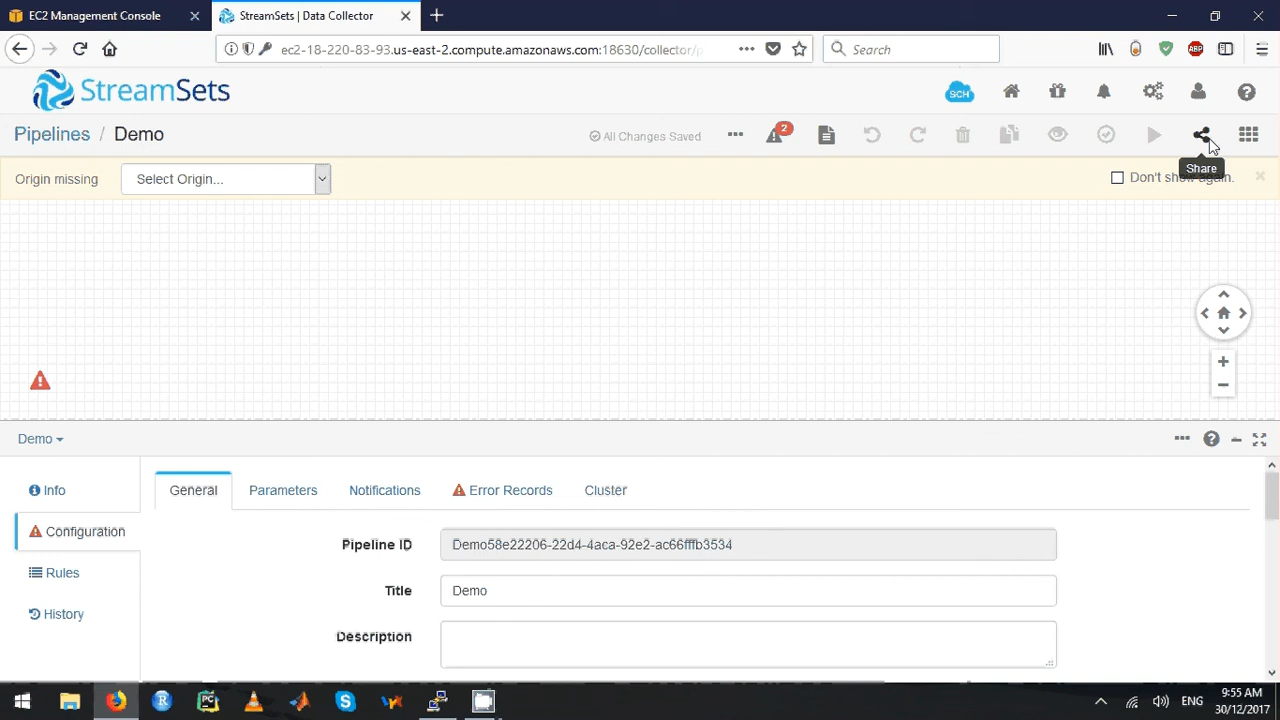 EC2 Management Console
StreamSets | Data Collector
ec2-18-220-83-93.us-east-2.compute.amazonaws.com:18630/collector/p
Search
ABP
StreamSets
SCH
Pipelines / Demo
All Changes Saved
2
Origin missing
Select Origin...
Share
Don't show again.
Demo
Info
General
Parameters
Notifications
Error Records
Cluster
Configuration
Pipeline ID
Demo58e22206-22d4-4aca-92e2-ac66fffb3534
Rules
Title
Demo
History
Description
ENG
9:55 AM
30/12/2017